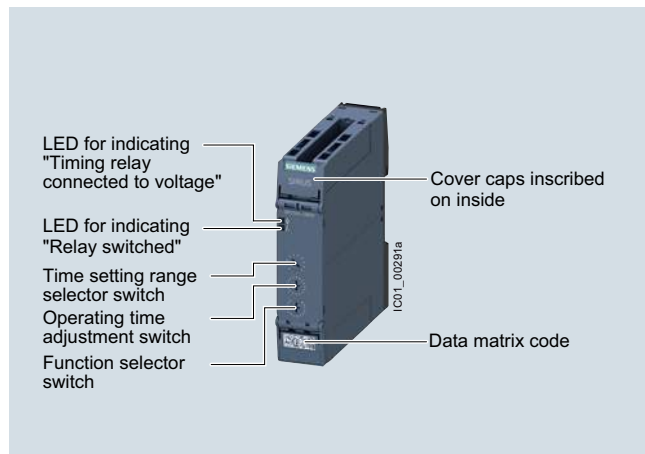 LED for indicating
"Timing relay
connected to voltage"
LED for indicating
"Relay switched"
Time setting range
selector switch
Operating time
adjustment switch
Function selector
switch
SIEMENS
SIRIUS
Cover caps inscribed
on inside
IC01_00291a
Data matrix code